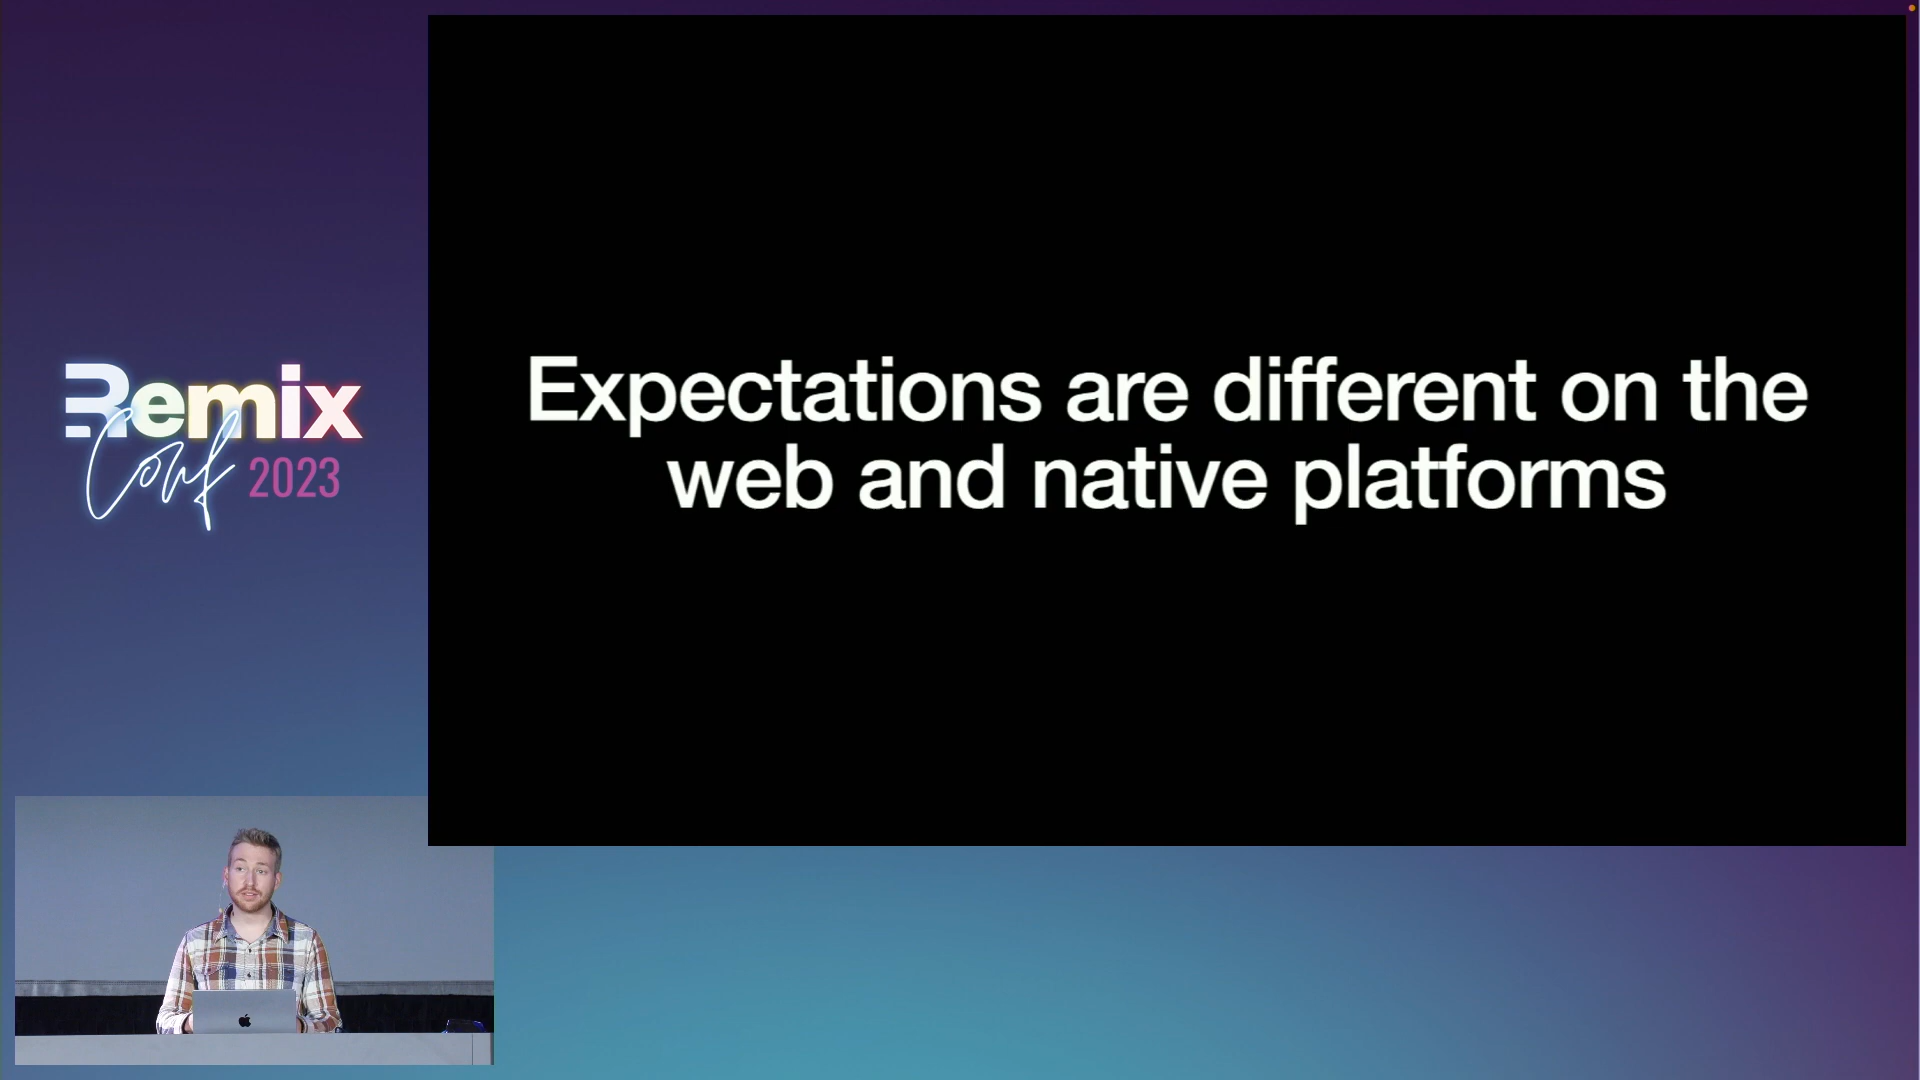 Remix
Conf 2023
Expectations are different on the
web and native platforms